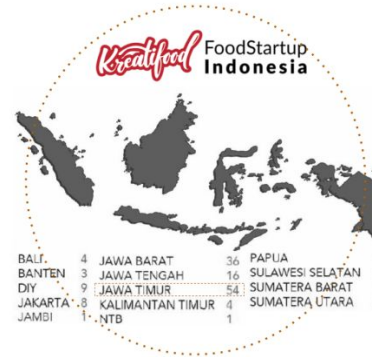 Kreatifood
FoodStartup
Indonesia
BALI 4
BANTEN 3
DIY 9
JAKARTA 8
JAMBI 1
JAWA BARAT 36
JAWA TENGAH 16
JAWA TIMUR 54
KALIMANTAN TIMUR 4
NTB 1
PAPUA
SULAWESI SELATAN
SUMATERA BARAT
SUMATERA UTARA